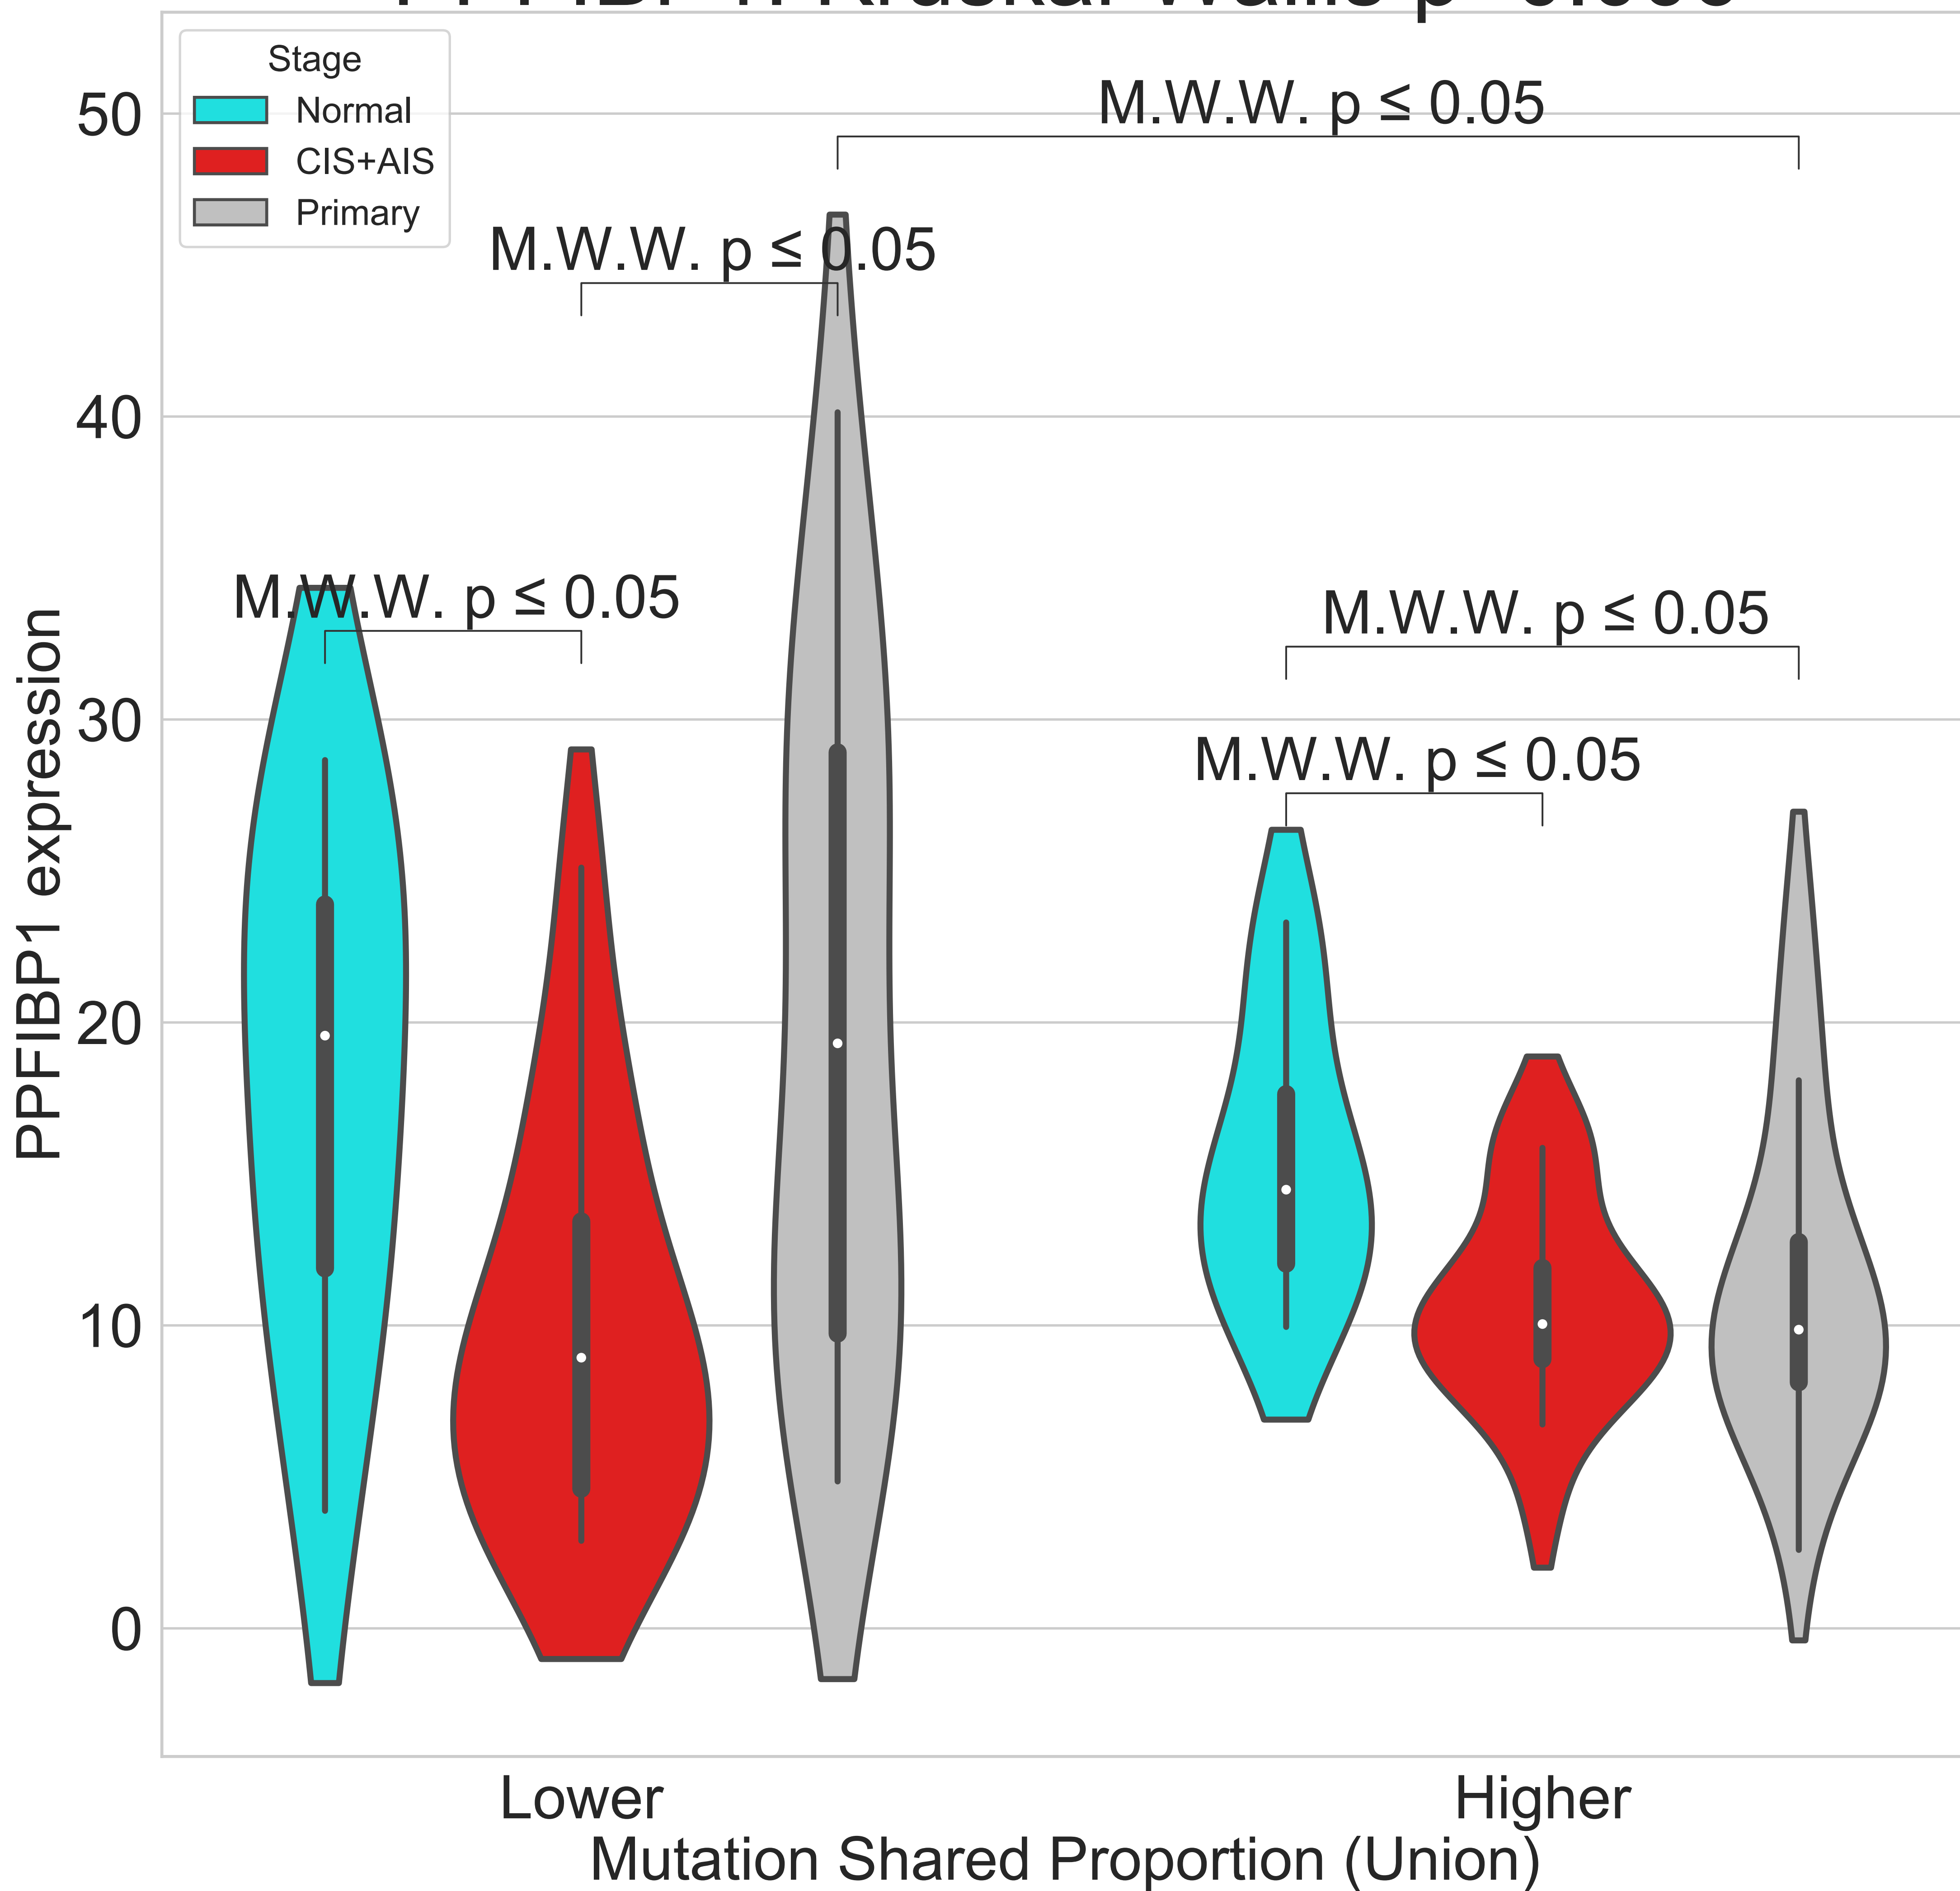 Stage
Normal
CIS+AIS
Primary
M.W.W. p ≤ 0.05
M.W.W. p ≤ 0.05
M.W.W. p ≤ 0.05
M.W.W. p ≤ 0.05
M.W.W. p ≤ 0.05
50
40
30
20
10
0
PPFIBP1 expression
Lower
Higher
Mutation Shared Proportion (Union)